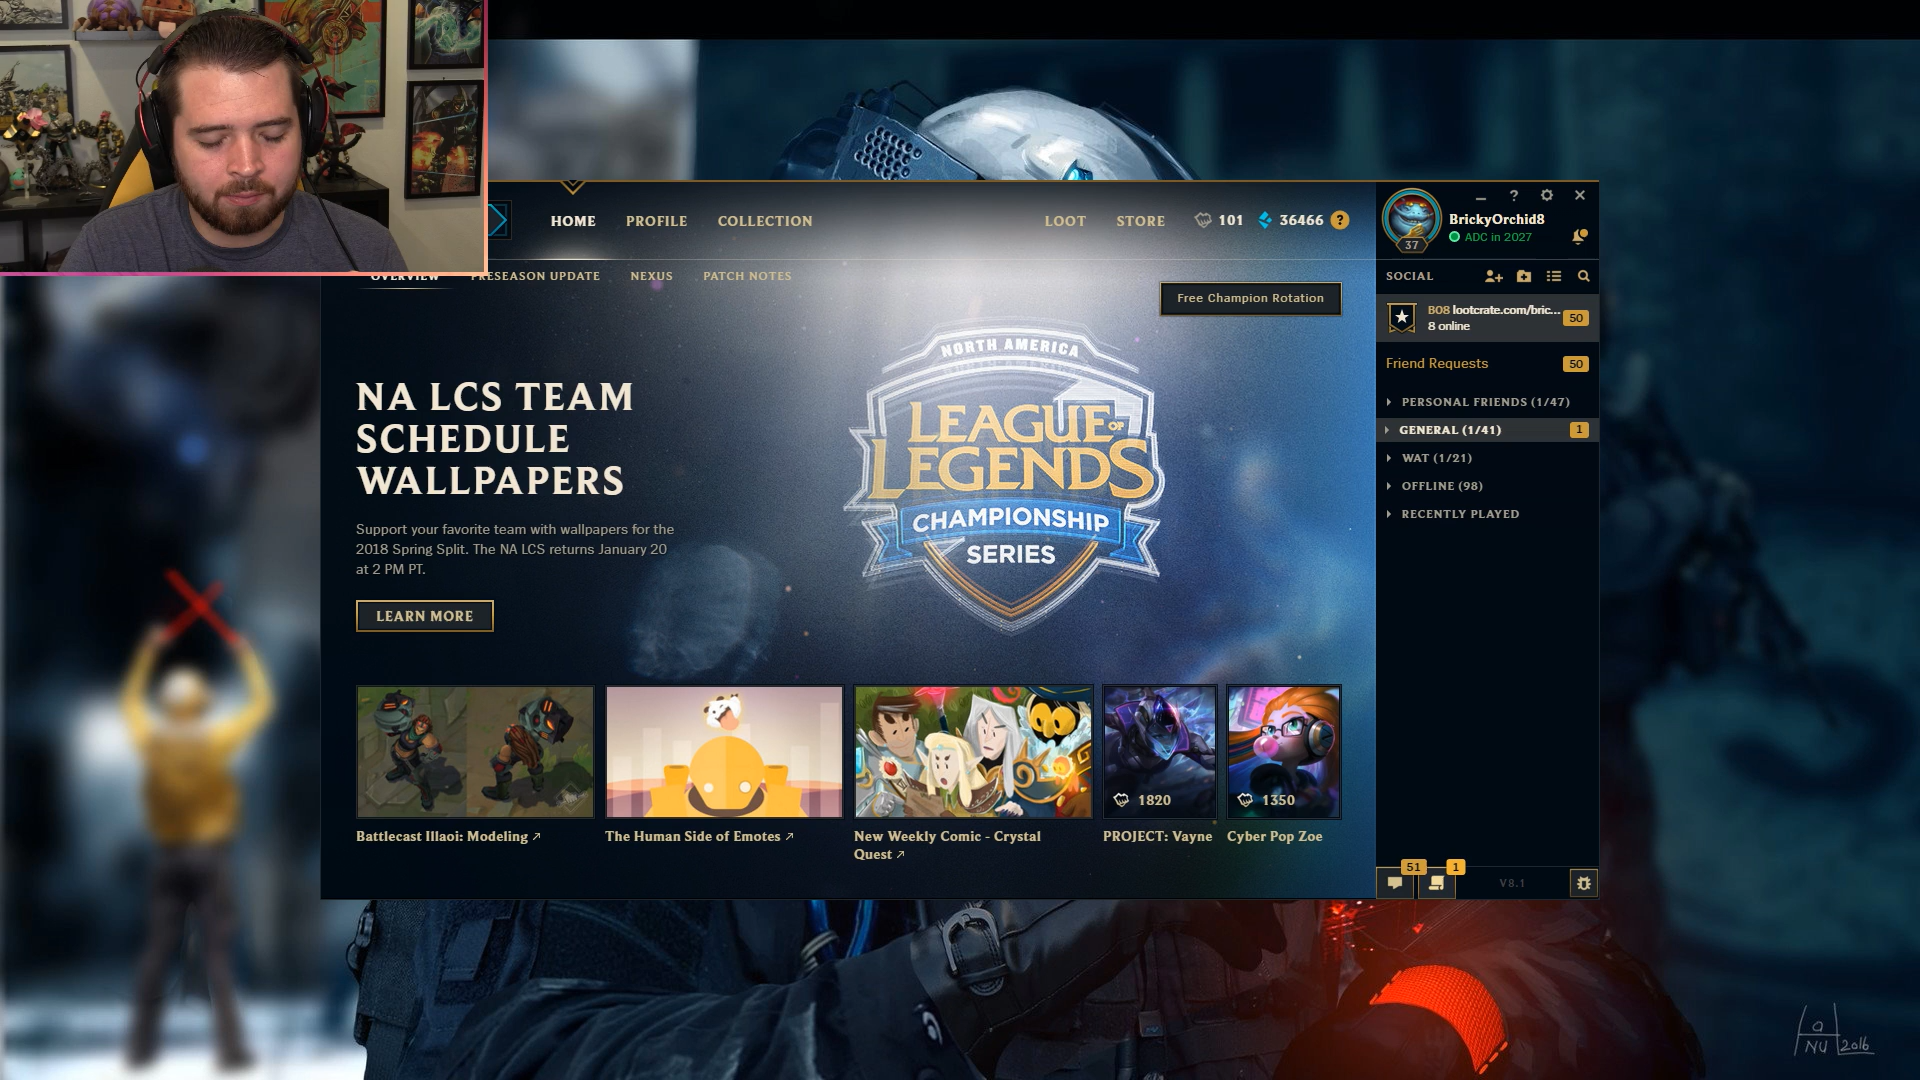 HOME
PROFILE
COLLECTION
LOOT
STORE
101
36466
?
?
BrickyOrchid8
ADC in 2027
37
OVERVIEW
PRESEASON UPDATE
NEXUS
PATCH NOTES
SOCIAL
Free Champion Rotation
B08 lootcrate.com/bric...
8 online
50
Friend Requests
50
PERSONAL FRIENDS (1/47)
GENERAL (1/41)
1
WAT (1/21)
OFFLINE (98)
RECENTLY PLAYED
NORTH AMERICA
LEAGUE OF
LEGENDS
CHAMPIONSHIP
SERIES
NA LCS TEAM
SCHEDULE
WALLPAPERS
Support your favorite team with wallpapers for the
2018 Spring Split. The NA LCS returns January 20
at 2 PM PT.
LEARN MORE
1820
1350
Battlecast Illaoi: Modeling
The Human Side of Emotes
New Weekly Comic - Crystal
Quest
PROJECT: Vayne
Cyber Pop Zoe
51
1
V8.1
2016